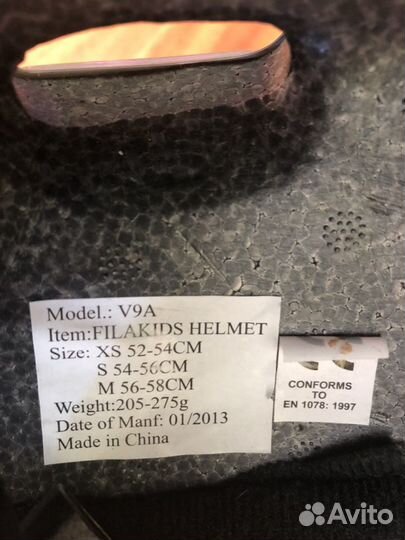 Model.: V9A
Item:FILAKIDS HELMET
Size: XS 52-54CM
S 54-56CM
M 56-58CM
Weight:205-275g
Date of Manf: 01/2013
Made in China
CONFORMS
TO
EN 1078: 1997
Avito